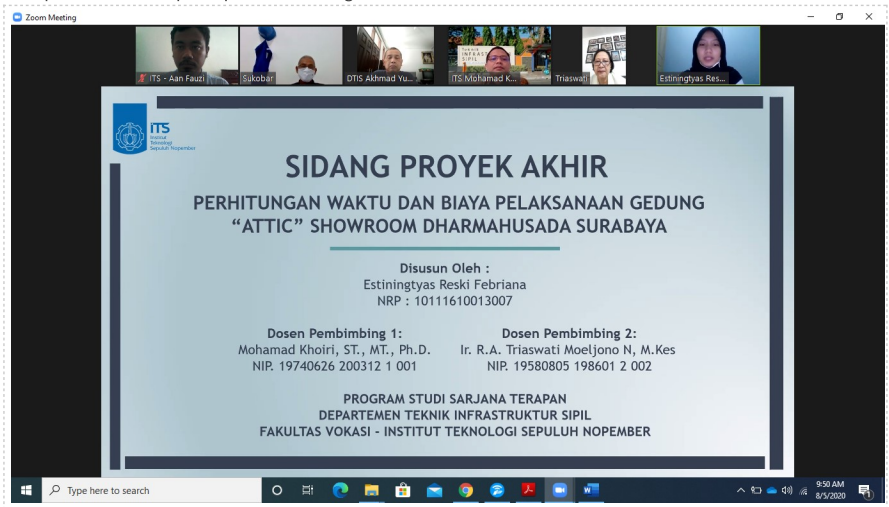 Zoom Meeting
ITS - Aan Fauzi
Sukobar
DTIS Akhmad Yu...
ITS Mohamad K...
Triaswati
Estiningtyas Res...
ITS
Institut
Teknologi
Sepuluh Nopember
SIDANG PROYEK AKHIR
PERHITUNGAN WAKTU DAN BIAYA PELAKSANAAN GEDUNG
“ATTIC” SHOWROOM DHARMAHUSADA SURABAYA
Disusun Oleh :
Estiningtyas Reski Febriana
NRP : 10111610013007
Dosen Pembimbing 1:
Mohamad Khoiri, ST., MT., Ph.D.
NIP. 19740626 200312 1 001
Dosen Pembimbing 2:
Ir. R.A. Triaswati Moeljono N, M.Kes
NIP. 19580805 198601 2 002
PROGRAM STUDI SARJANA TERAPAN
DEPARTEMEN TEKNIK INFRASTRUKTUR SIPIL
FAKULTAS VOKASI - INSTITUT TEKNOLOGI SEPULUH NOPEMBER
Type here to search
9:50 AM
8/5/2020